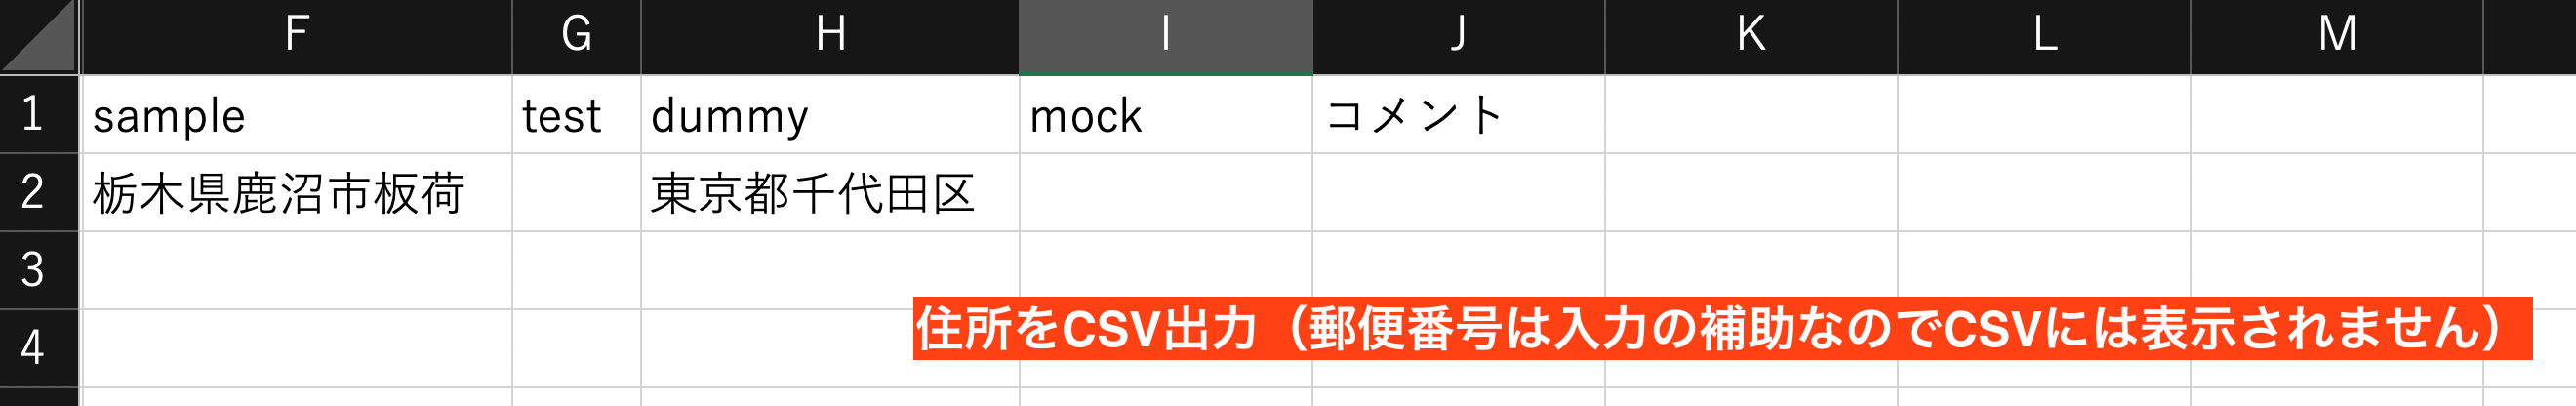 F G H I J K L M
1 sample test dummy mock コメント
2 栃木県鹿沼市板荷 東京都千代田区
3
住所をCSV出力（郵便番号は入力の補助なのでCSVには表示されません）
4